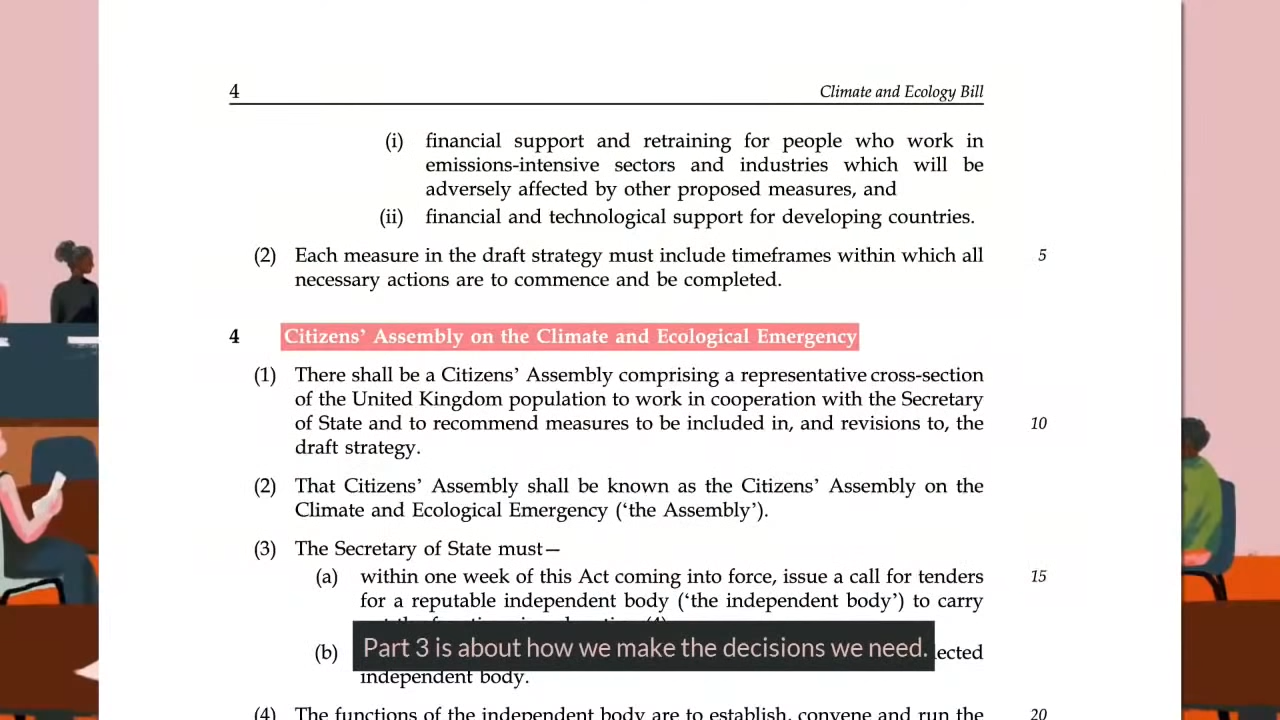 4 Climate and Ecology Bill
(i) financial support and retraining for people who work in
emissions-intensive sectors and industries which will be
adversely affected by other proposed measures, and
(ii) financial and technological support for developing countries.
(2) Each measure in the draft strategy must include timeframes within which all 5
necessary actions are to commence and be completed.
4 Citizens’ Assembly on the Climate and Ecological Emergency
(1) There shall be a Citizens’ Assembly comprising a representative cross-section
of the United Kingdom population to work in cooperation with the Secretary
of State and to recommend measures to be included in, and revisions to, the 10
draft strategy.
(2) That Citizens’ Assembly shall be known as the Citizens’ Assembly on the
Climate and Ecological Emergency (‘the Assembly’).
(3) The Secretary of State must—
(a) within one week of this Act coming into force, issue a call for tenders 15
for a reputable independent body (‘the independent body’) to carry
(b) lected
independent body.
Part 3 is about how we make the decisions we need.
(4) The functions of the independent body are to establish, convene and run the 20